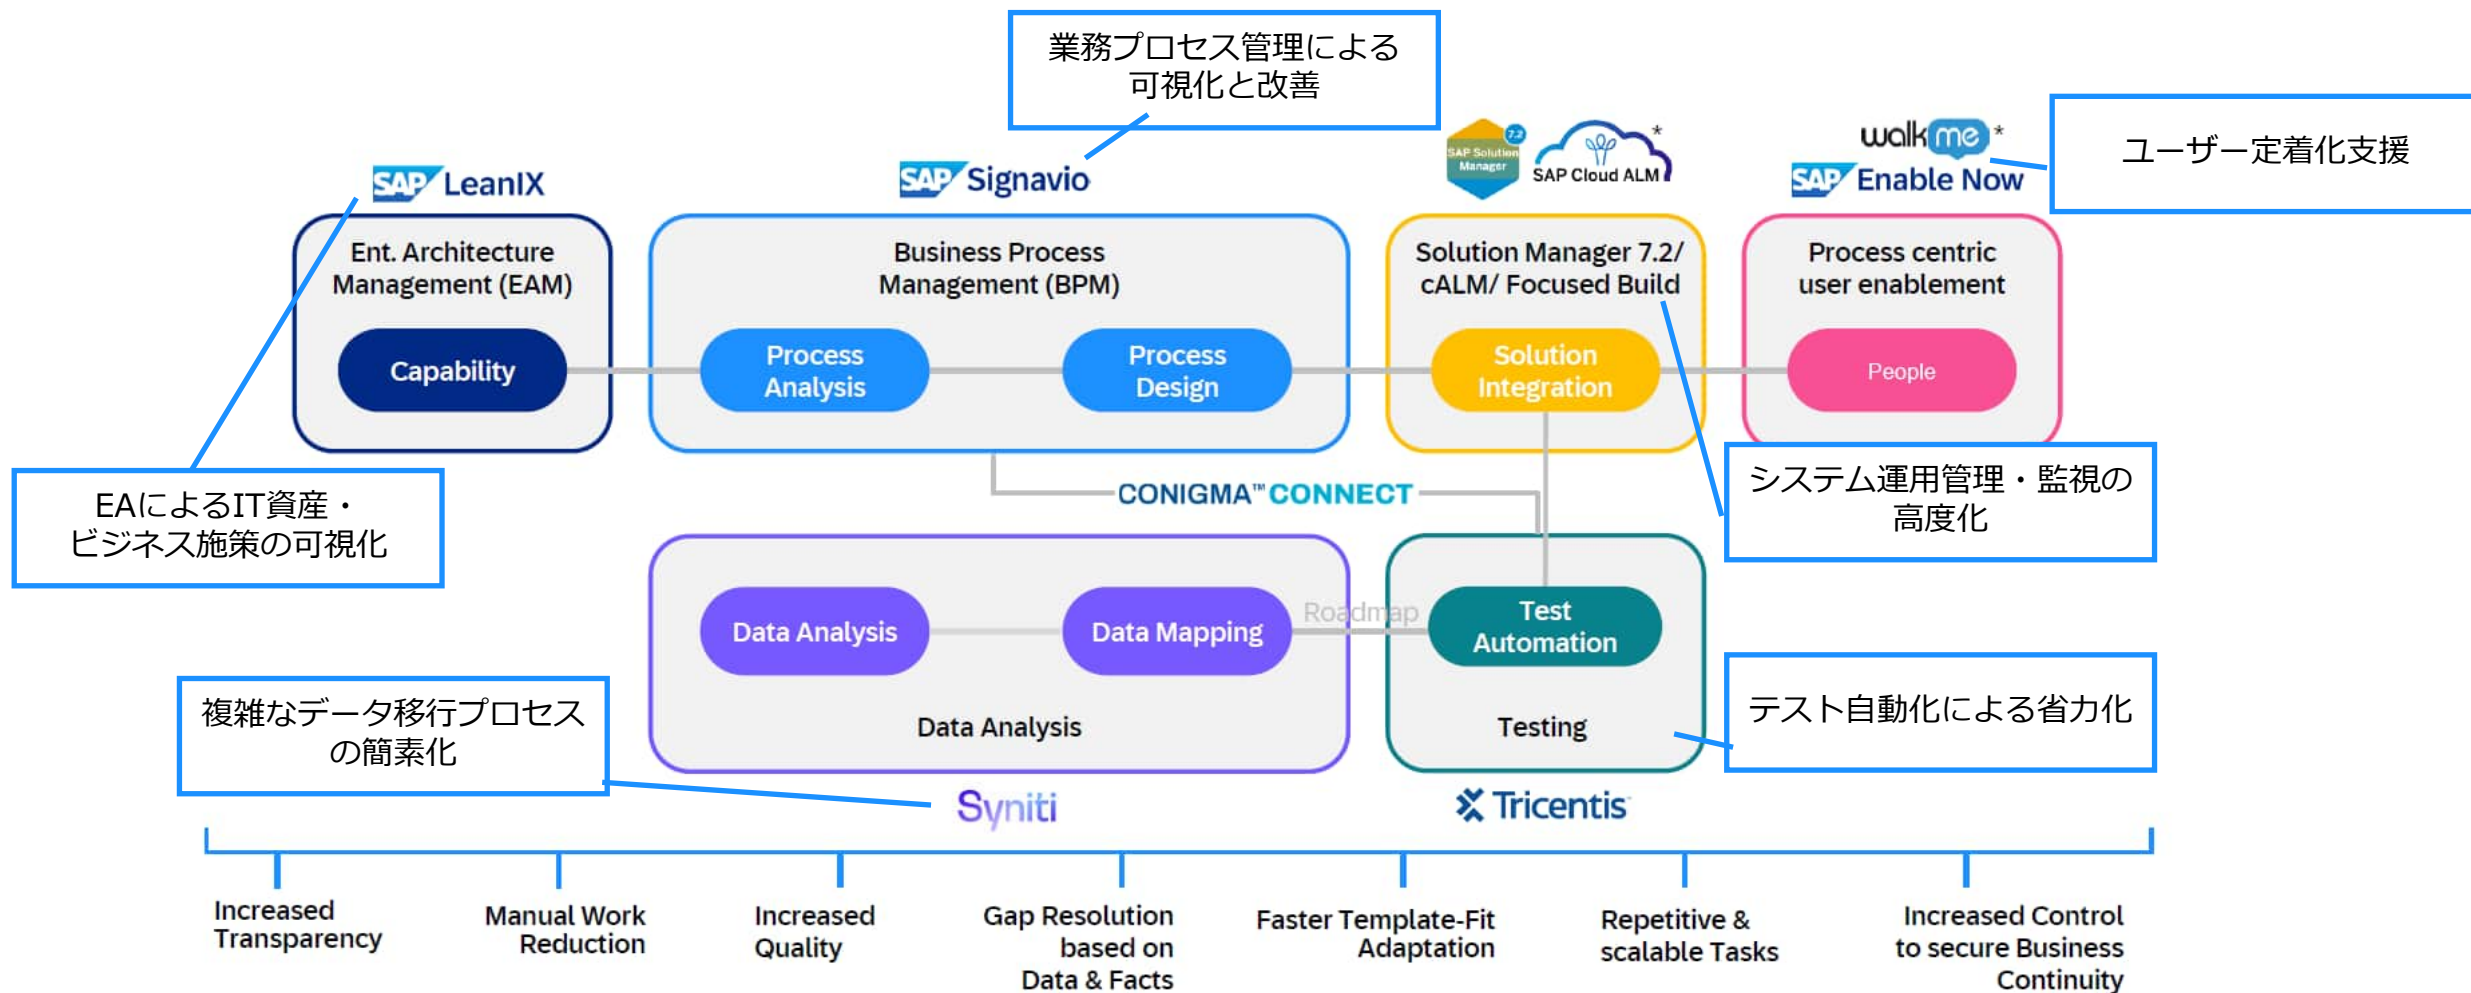 業務プロセス管理による
可視化と改善
ユーザー定着化支援
SAP LeanIX
SAP Signavio
7.2
SAP Solution
Manager
SAP Cloud ALM
*
walkme *
SAP Enable Now
Ent. Architecture
Management (EAM)
Capability
Business Process
Management (BPM)
Process
Analysis
Process
Design
Solution Manager 7.2/
cALM/ Focused Build
Solution
Integration
Process centric
user enablement
People
EAによるIT資産・
ビジネス施策の可視化
CONIGMA™ CONNECT
システム運用管理・監視の
高度化
Data Analysis
Data Mapping
Roadmap
Test
Automation
Data Analysis
Testing
複雑なデータ移行プロセス
の簡素化
テスト自動化による省力化
Syniti
Tricentis
Increased
Transparency
Manual Work
Reduction
Increased
Quality
Gap Resolution
based on
Data & Facts
Faster Template-Fit
Adaptation
Repetitive &
scalable Tasks
Increased Control
to secure Business
Continuity